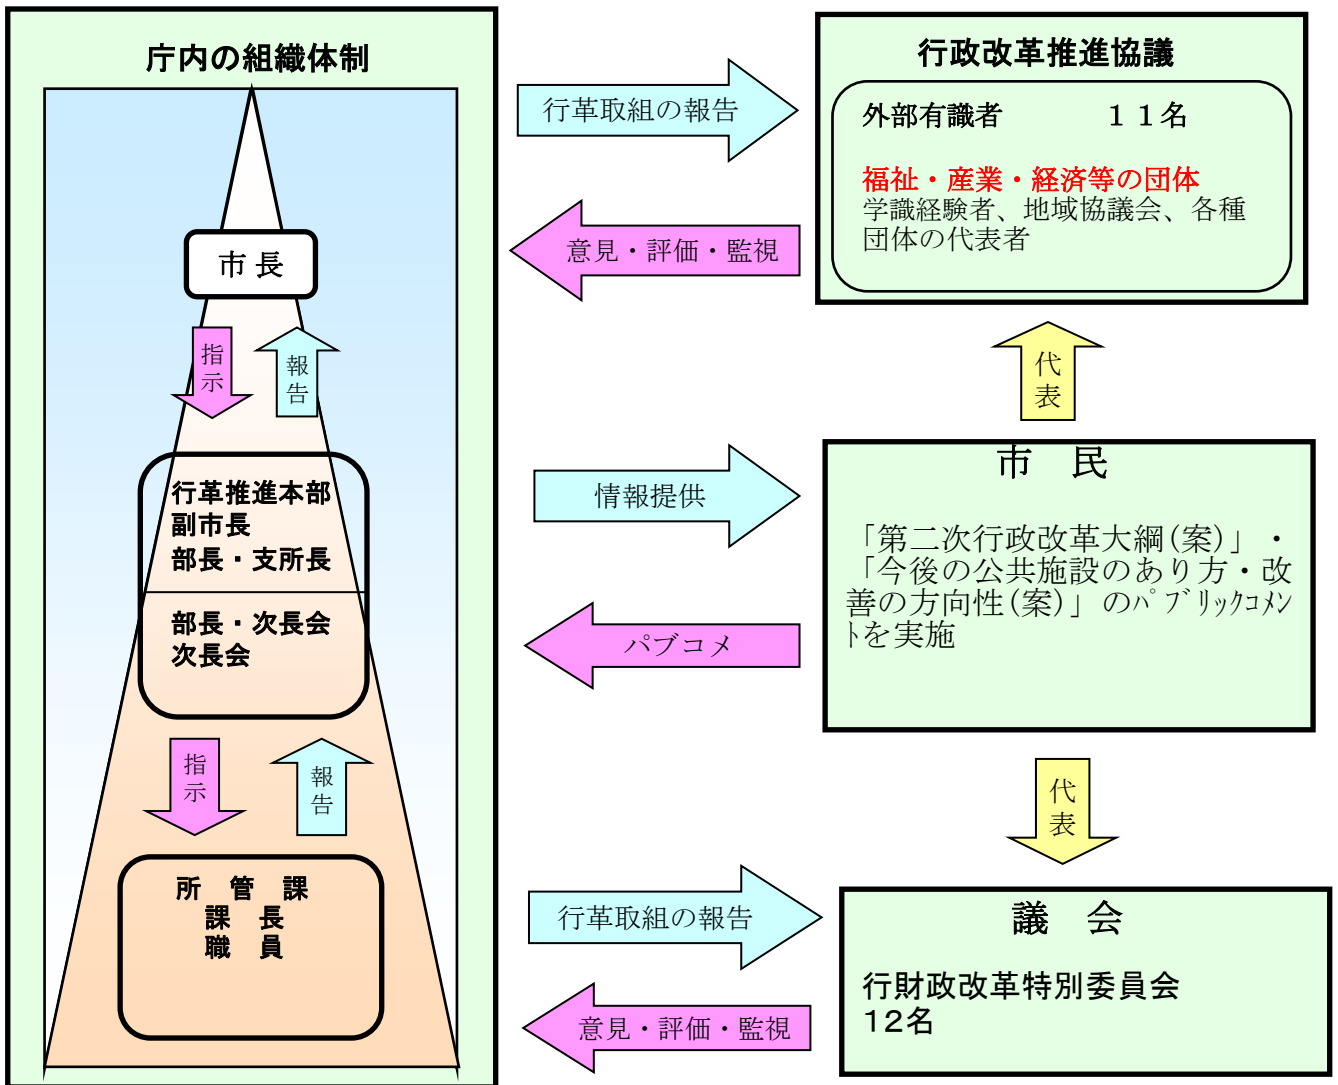 庁内の組織体制
市長
指示
報告
行革推進本部
副市長
部長・支所長
部長・次長会
次長会
指示
報告
所　管　課
課　長
職　員
行革取組の報告
意見・評価・監視
情報提供
パブコメ
行革取組の報告
意見・評価・監視
行政改革推進協議
外部有識者　　　１１名
福祉・産業・経済等の団体
学識経験者、地域協議会、各種
団体の代表者
代表
市　民
「第二次行政改革大綱(案)」・
「今後の公共施設のあり方・改
善の方向性(案)」のﾊﾟﾌﾞﾘｯｸｺﾒﾝ
ﾄを実施
代表
議　会
行財政改革特別委員会
12名